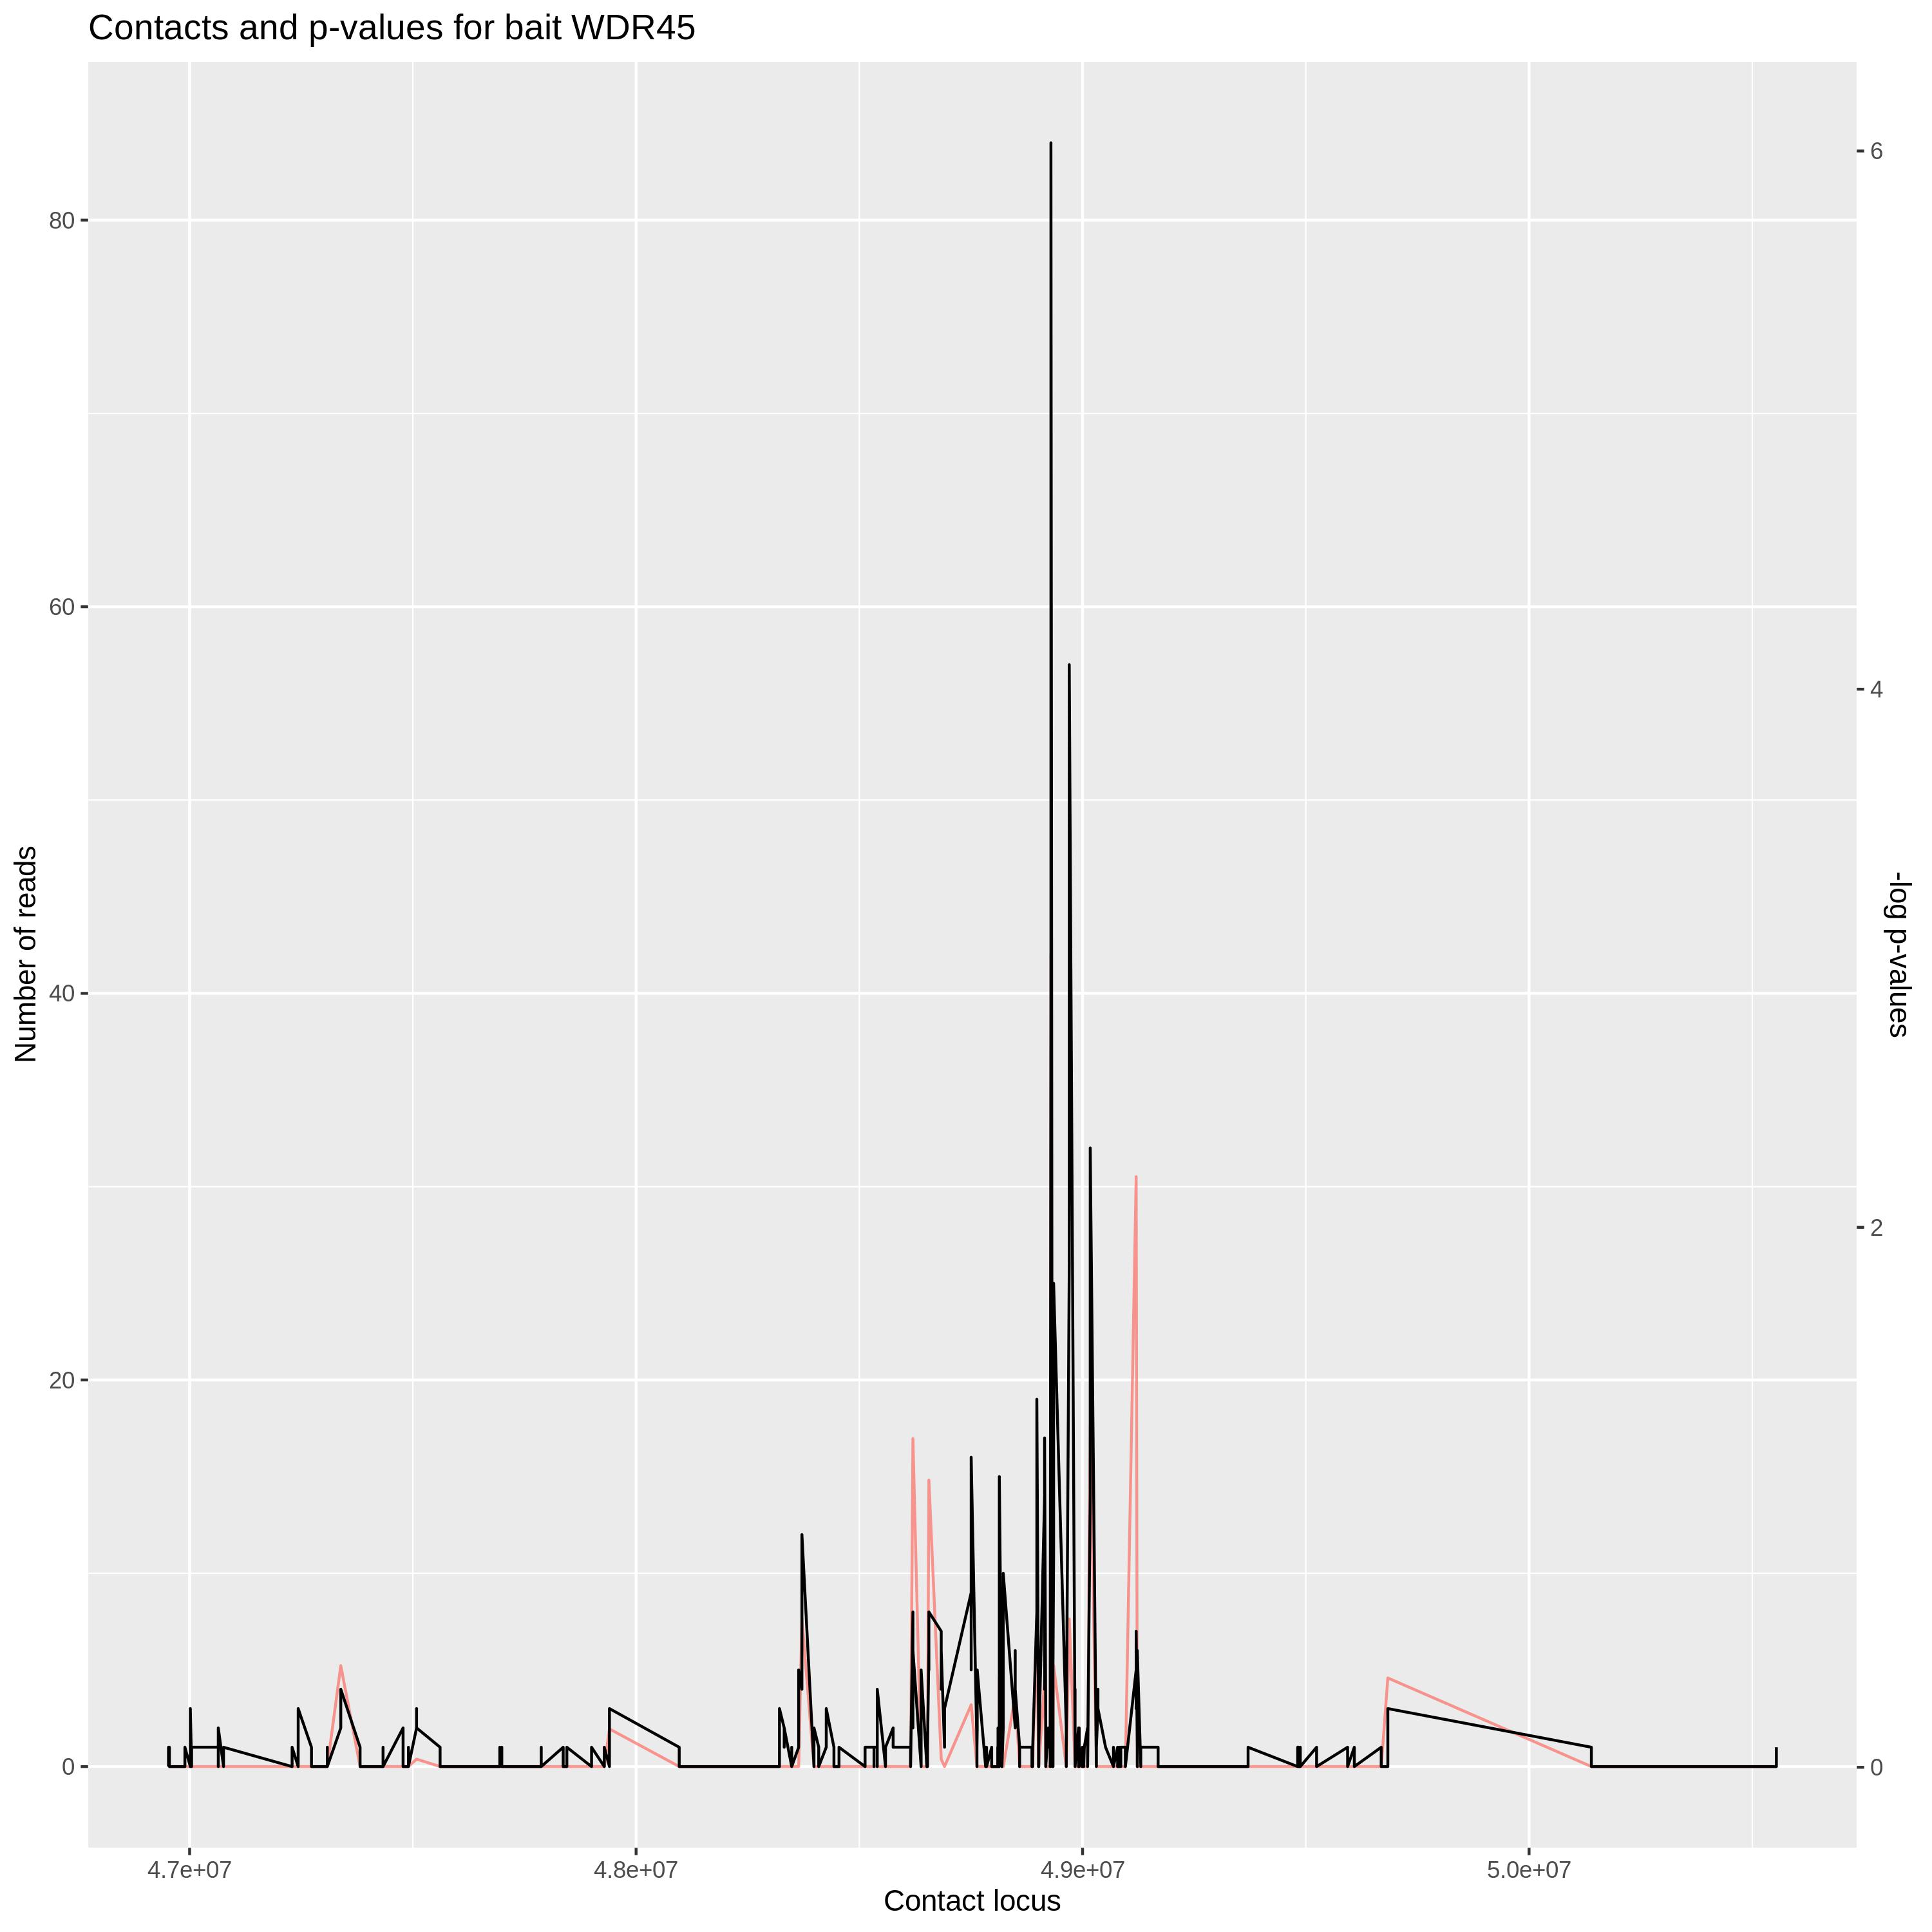 Contacts and p-values for bait WDR45
80
60
40
20
0
6
4
2
0
Number of reads
-log p-values
4.7e+07
4.8e+07
4.9e+07
5.0e+07
Contact locus